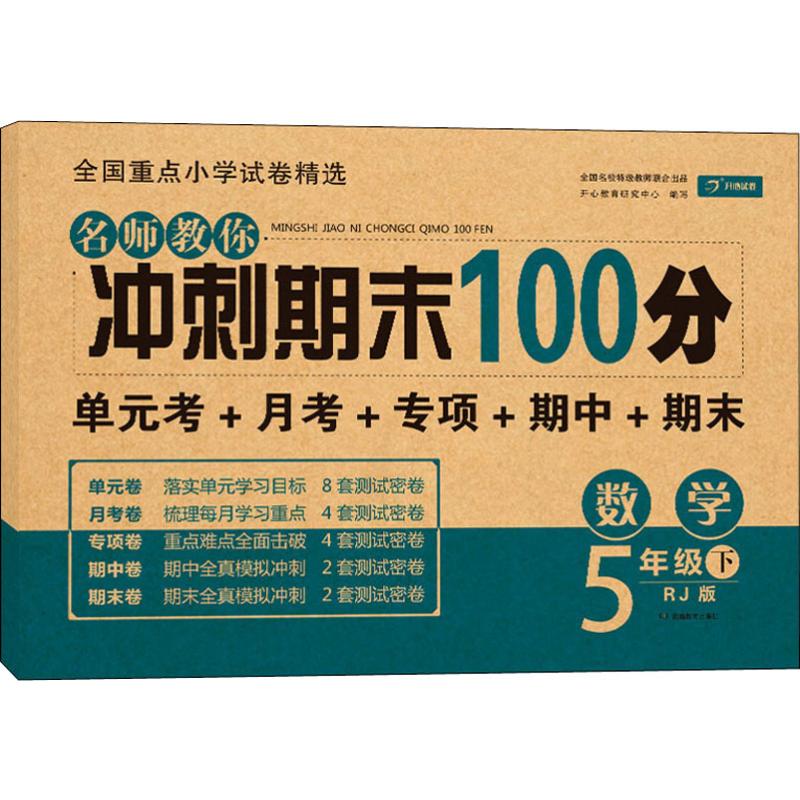 全国重点小学试卷精选
全国名校特级教师联合出品
开心教育研究中心 编写
开心试卷
名师教你
MINGSHI JIAO NI CHONGCI QIMO 100 FEN
冲刺期末100分
单元考+月考+专项+期中+期末
单元卷 落实单元学习目标 8套测试密卷
月考卷 梳理每月学习重点 4套测试密卷
专项卷 重点难点全面击破 4套测试密卷
期中卷 期中全真模拟冲刺 2套测试密卷
期末卷 期末全真模拟冲刺 2套测试密卷
数学
5年级下
RJ版